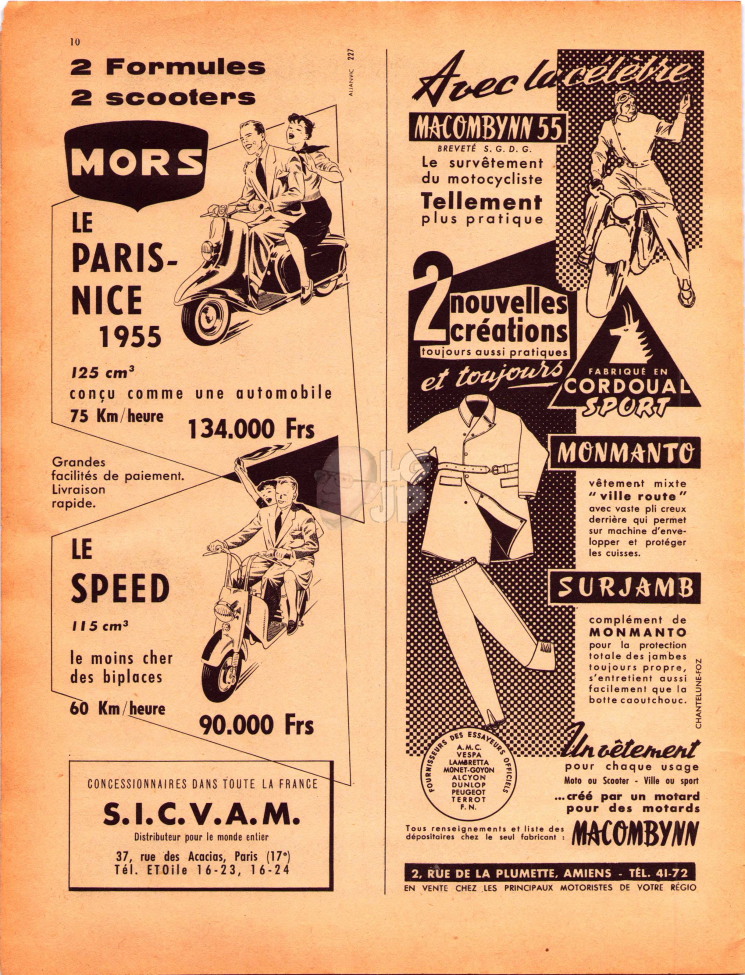 10
2 Formules
2 scooters
ALIANVIC 227
MORS
LE
PARIS-
NICE
1955
125 cm³
conçu comme une automobile
75 Km/heure
134.000 Frs
Grandes
facilités de paiement.
Livraison
rapide.
LE
SPEED
115 cm³
le moins cher
des biplaces
60 Km/heure
90.000 Frs
CONCESSIONNAIRES DANS TOUTE LA FRANCE
S.I.C.V.A.M.
Distributeur pour le monde entier
37, rue des Acacias, Paris (17ᵉ)
Tél. ETOile 16-23, 16-24
Avec la célèbre
MACOMBYNN 55
BREVETÉ S.G.D.G.
Le survêtement
du motocycliste
Tellement
plus pratique
2 nouvelles
créations
toujours aussi pratiques
et toujours
FABRIQUÉ EN
CORDOUAL
SPORT
MONMANTO
vêtement mixte
"ville route"
avec vaste pli creux
derrière qui permet
sur machine d'enve-
lopper et protéger
les cuisses.
SURJAMB
complément de
MONMANTO
pour la protection
totale des jambes
toujours propre,
s'entretient aussi
facilement que la
botte caoutchouc.
CHANTELUNE-FOZ
FOURNISSEURS DES ESSAYEURS OFFICIELS
A.M.C.
VESPA
LAMBRETTA
MONET-GOYON
ALCYON
DUNLOP
PEUGEOT
TERROT
F.N.
Un vêtement
pour chaque usage
Moto ou Scooter - Ville ou sport
...créé par un motard
pour des motards
Tous renseignements et liste des
dépositaires chez le seul fabricant :
MACOMBYNN
2, RUE DE LA PLUMETTE, AMIENS - TÉL. 41-72
EN VENTE CHEZ LES PRINCIPAUX MOTORISTES DE VOTRE RÉGIO